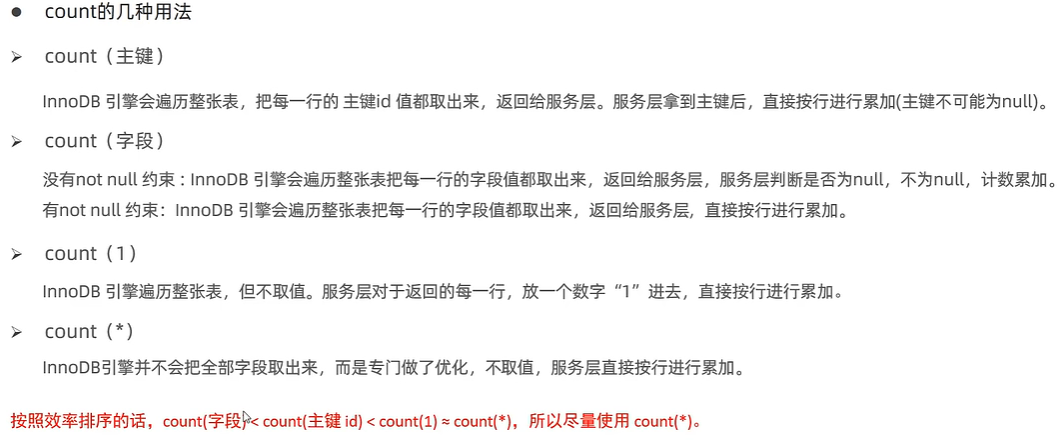 ● count的几种用法
➢ count（主键）
InnoDB 引擎会遍历整张表，把每一行的 主键id 值都取出来，返回给服务层。服务层拿到主键后，直接按行进行累加(主键不可能为null)。
➢ count（字段）
没有not null 约束 : InnoDB 引擎会遍历整张表把每一行的字段值都取出来，返回给服务层，服务层判断是否为null，不为null，计数累加。
有not null 约束：InnoDB 引擎会遍历整张表把每一行的字段值都取出来，返回给服务层，直接按行进行累加。
➢ count（1）
InnoDB 引擎遍历整张表，但不取值。服务层对于返回的每一行，放一个数字“1”进去，直接按行进行累加。
➢ count（*）
InnoDB引擎并不会把全部字段取出来，而是专门做了优化，不取值，服务层直接按行进行累加。
按照效率排序的话，count(字段) < count(主键 id) < count(1) ≈ count(*)，所以尽量使用 count(*)。